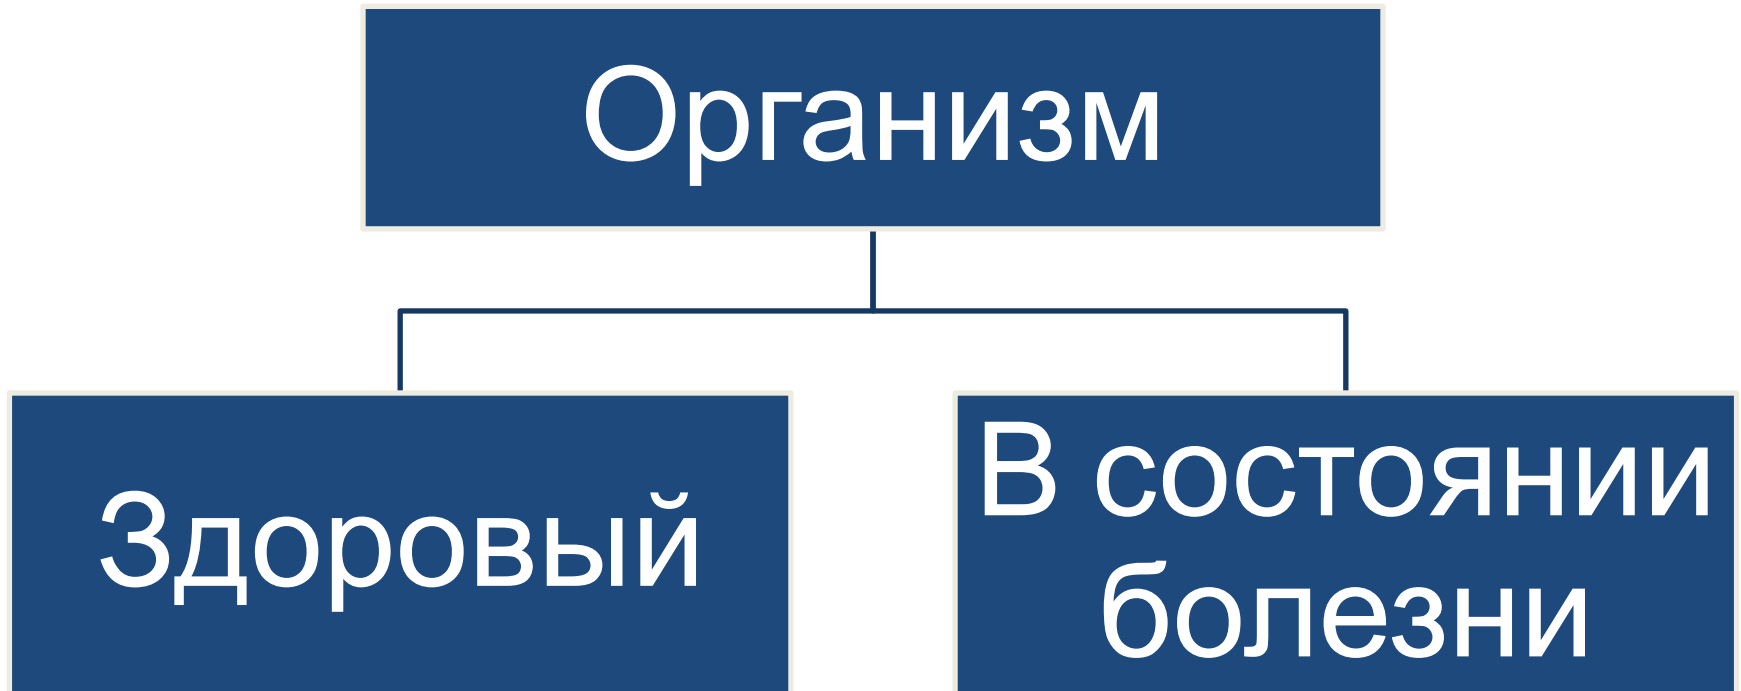 Организм
Здоровый
В состоянии
болезни